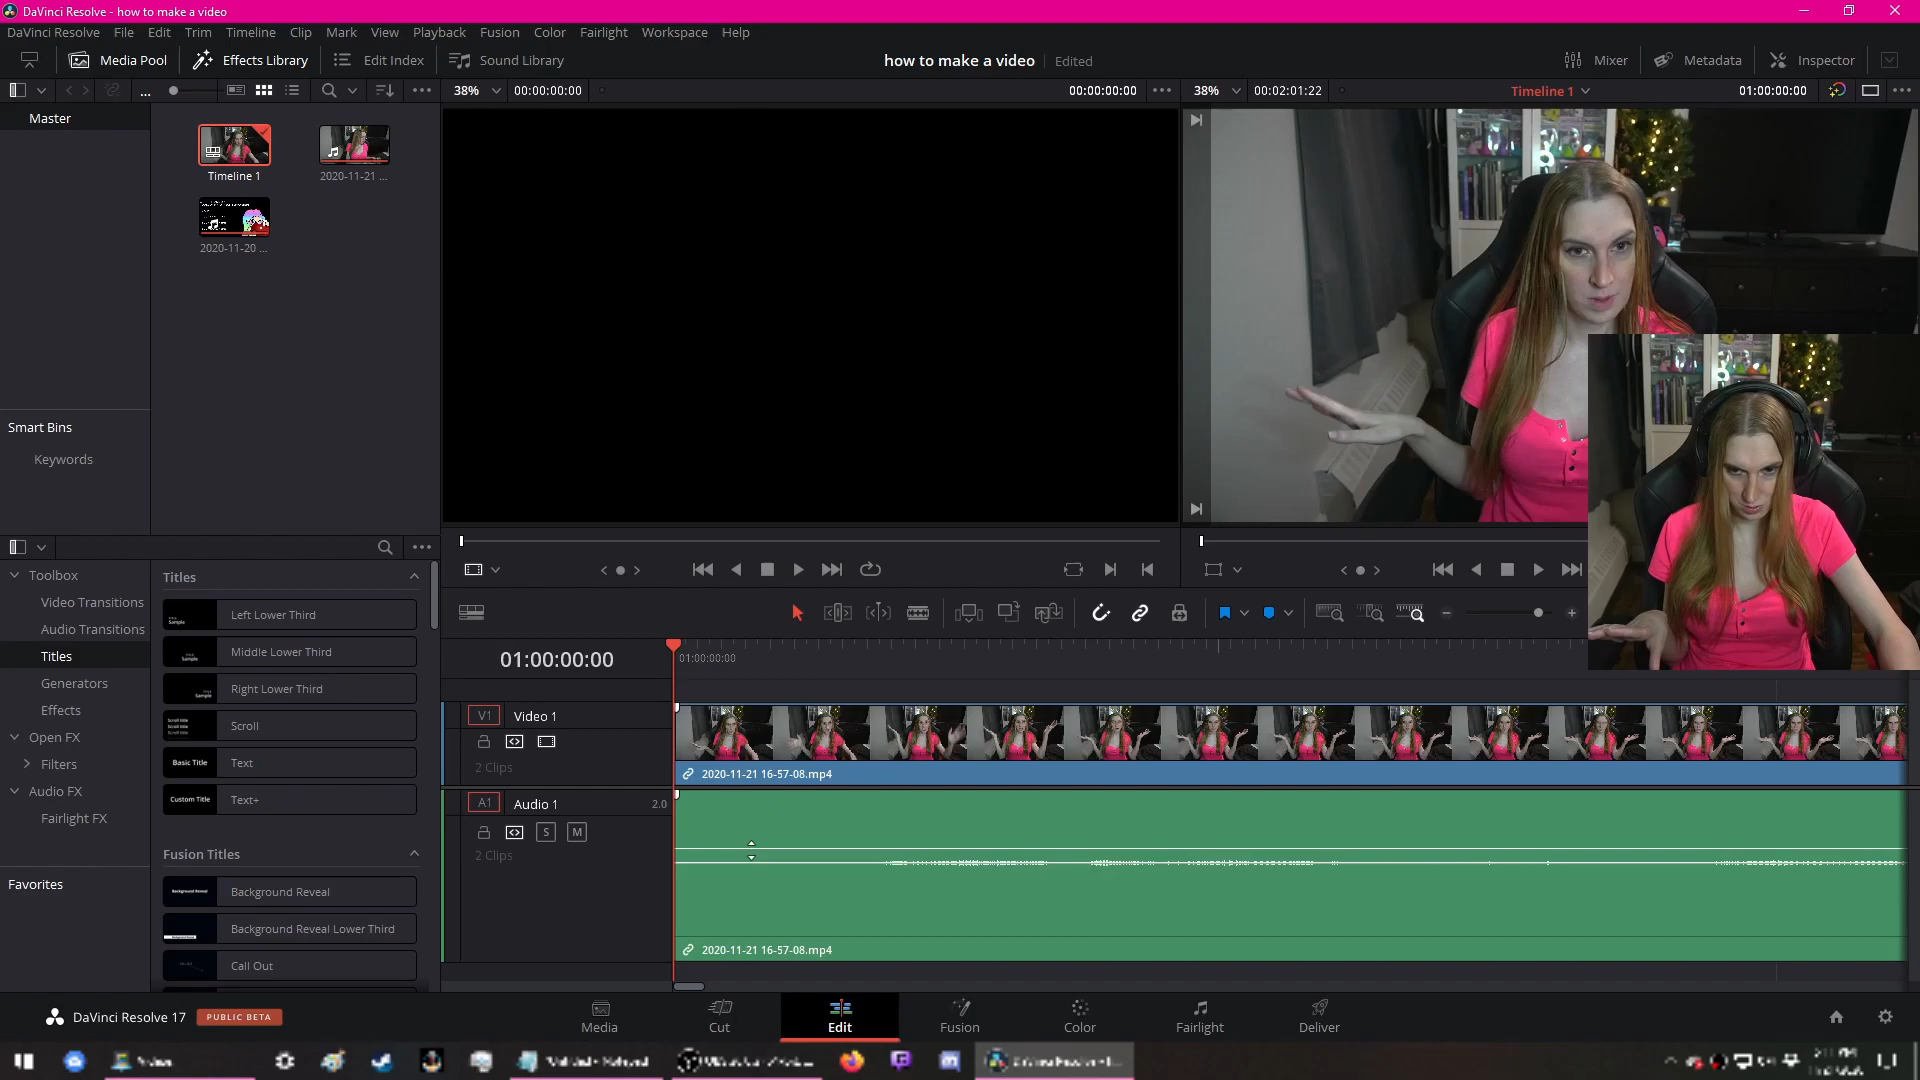 DaVinci Resolve - how to make a video
DaVinci Resolve File Edit Trim Timeline Clip Mark View Playback Fusion Color Fairlight Workspace Help
Media Pool Effects Library Edit Index Sound Library how to make a video Edited Mixer Metadata Inspector
38% 00:00:00:00 00:00:00:00 38% 00:02:01:22 Timeline 1 01:00:00:00
Master
Timeline 1
2020-11-21 ...
2020-11-20 ...
Smart Bins
Keywords
Toolbox
Video Transitions
Audio Transitions
Titles
Generators
Effects
Open FX
Filters
Audio FX
Fairlight FX
Favorites
Titles
Left Lower Third
Middle Lower Third
Right Lower Third
Scroll
Basic Title Text
Custom Title Text+
Fusion Titles
Background Reveal Background Reveal
Background Reveal Lower Third
Call Out
01:00:00:00
01:00:00:00
V1 Video 1
2 Clips
2020-11-21 16-57-08.mp4
A1 Audio 1 2.0
S M
2 Clips
2020-11-21 16-57-08.mp4
DaVinci Resolve 17 PUBLIC BETA
Media Cut Edit Fusion Color Fairlight Deliver